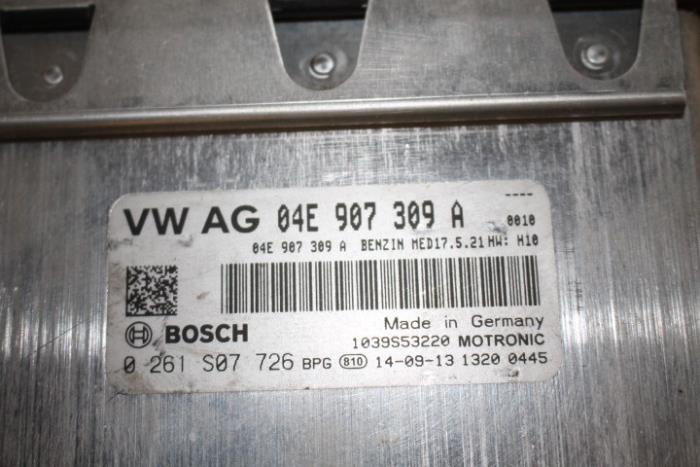 ----
VW AG 04E 907 309 A 0010
04E 907 309 A BENZIN MED17.5.21 HW: H10
Made in Germany
BOSCH 1039S53220 MOTRONIC
0 261 S07 726 BPG 810 14-09-13 1320 0445